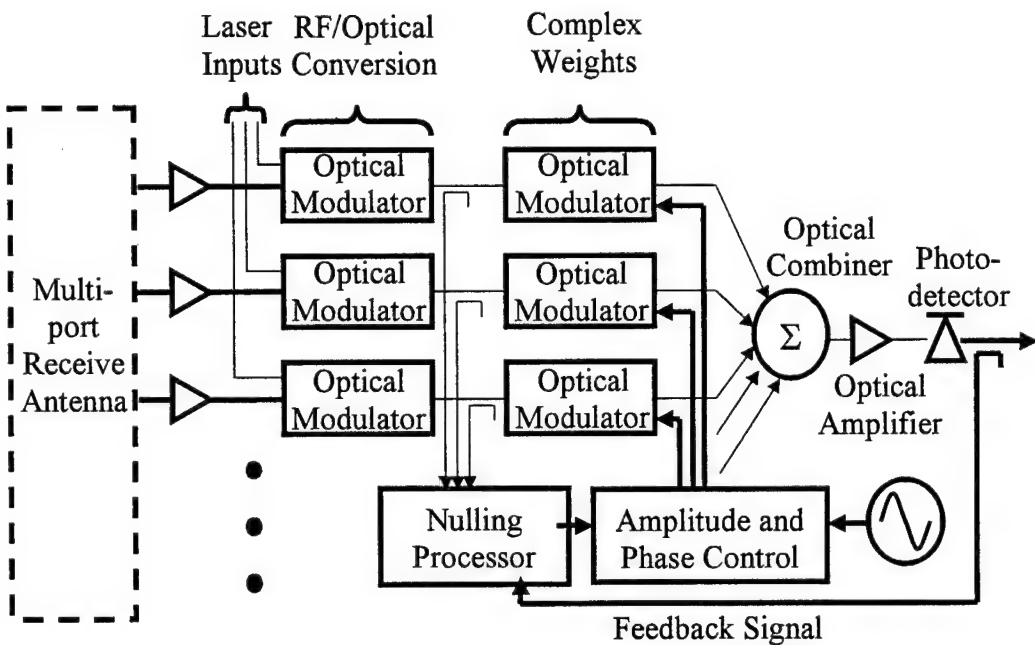 Laser
Inputs
RF/Optical
Conversion
Complex
Weights
Optical
Modulator
Optical
Modulator
Optical
Combiner
Photo-
detector
Multi-
port
Receive
Antenna
Optical
Modulator
Optical
Modulator
Σ
Optical
Modulator
Optical
Modulator
Optical
Amplifier
Nulling
Processor
Amplitude and
Phase Control
Feedback Signal